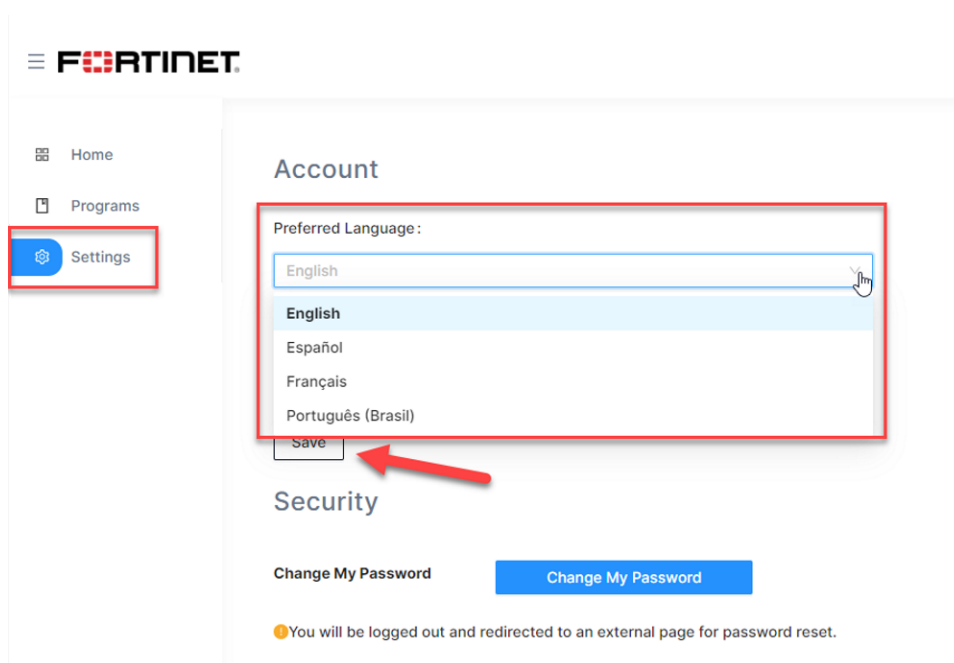 FORTINET
Home
Programs
Settings
Account
Preferred Language:
English
English
Español
Français
Português (Brasil)
Save
Security
Change My Password
Change My Password
You will be logged out and redirected to an external page for password reset.